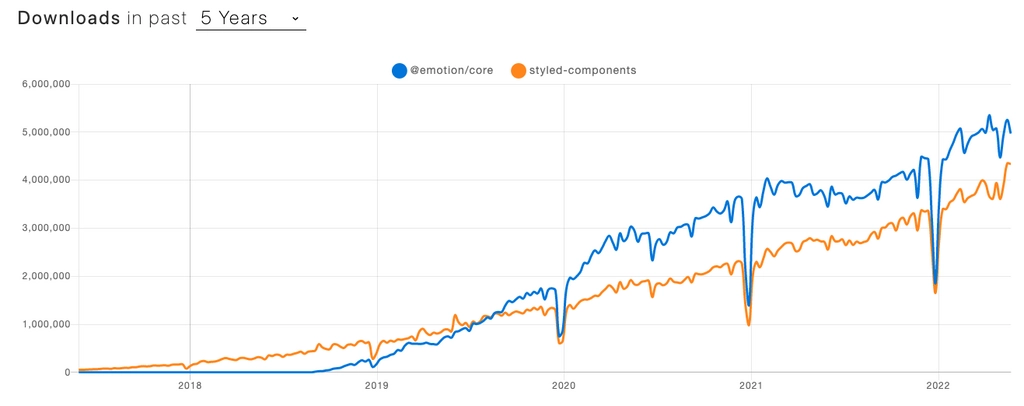 Downloads in past 5 Years
@emotion/core styled-components
6,000,000
5,000,000
4,000,000
3,000,000
2,000,000
1,000,000
0
2018 2019 2020 2021 2022